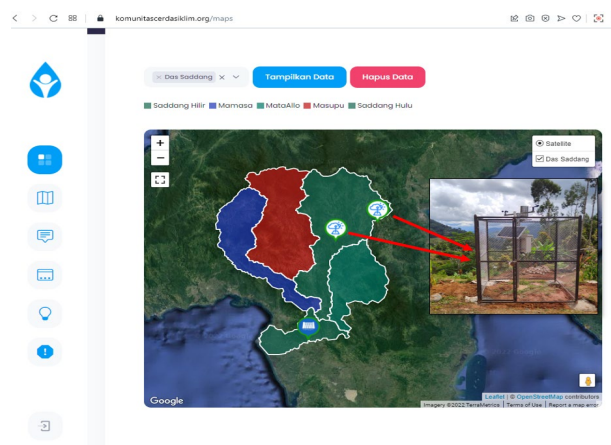 komunitascerdasiklim.org/maps
× Das Saddang ×
Tampilkan Data
Hapus Data
Saddang Hilir Mamasa MataAllo Masupu Saddang Hulu
+
−
Satellite
Das Saddang
Google
Leaflet | © OpenStreetMap contributors
Imagery ©2022 TerraMetrics Terms of Use Report a map error